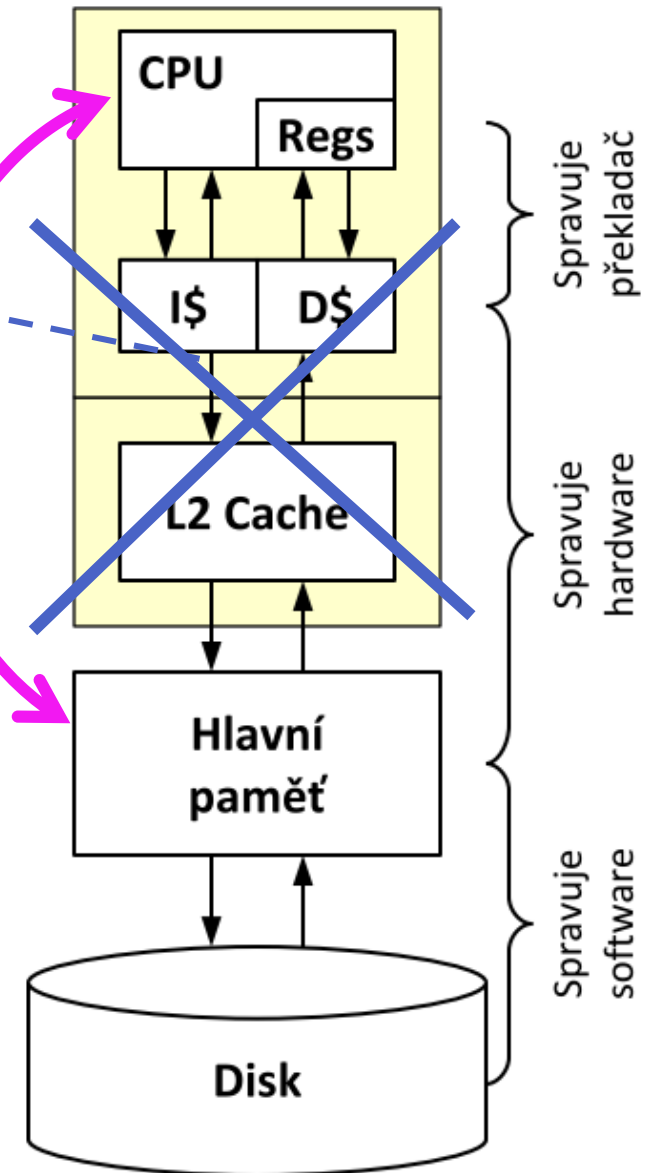 CPU
Regs
Spravuje
překladač
I$
D$
L2 Cache
Spravuje
hardware
Hlavní
paměť
Spravuje
software
Disk